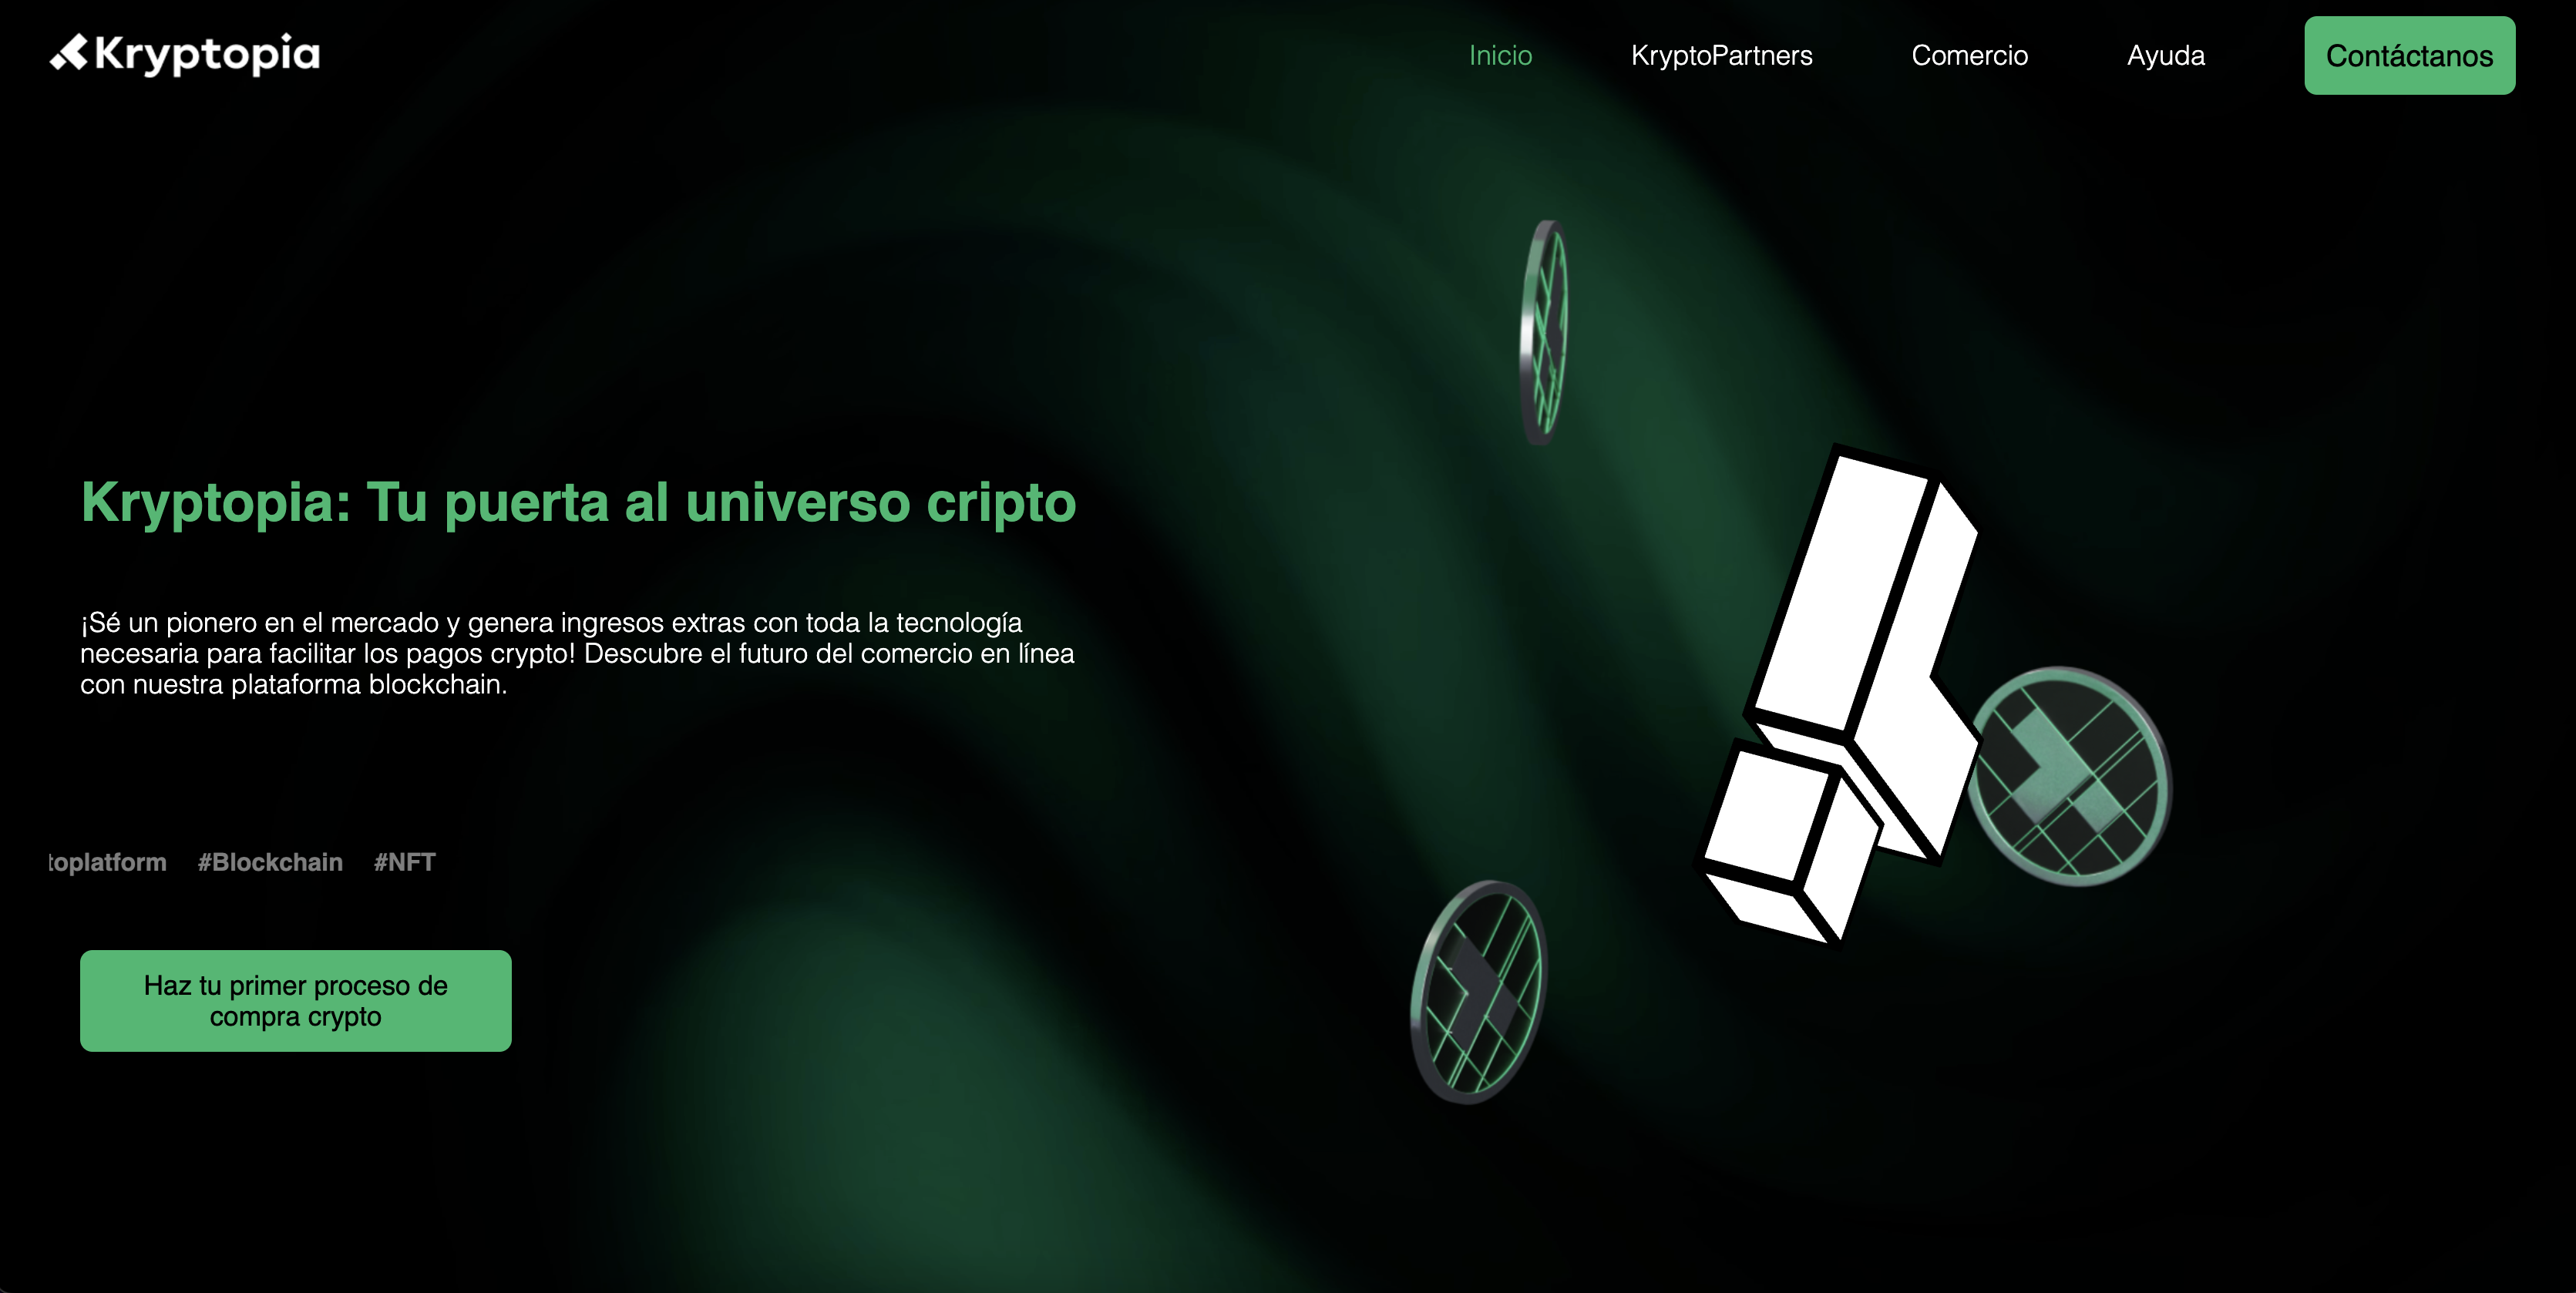 Kryptopia
Inicio
KryptoPartners
Comercio
Ayuda
Contáctanos
Kryptopia: Tu puerta al universo cripto
¡Sé un pionero en el mercado y genera ingresos extras con toda la tecnología
necesaria para facilitar los pagos crypto! Descubre el futuro del comercio en línea
con nuestra plataforma blockchain.
toplatform #Blockchain #NFT
Haz tu primer proceso de
compra crypto